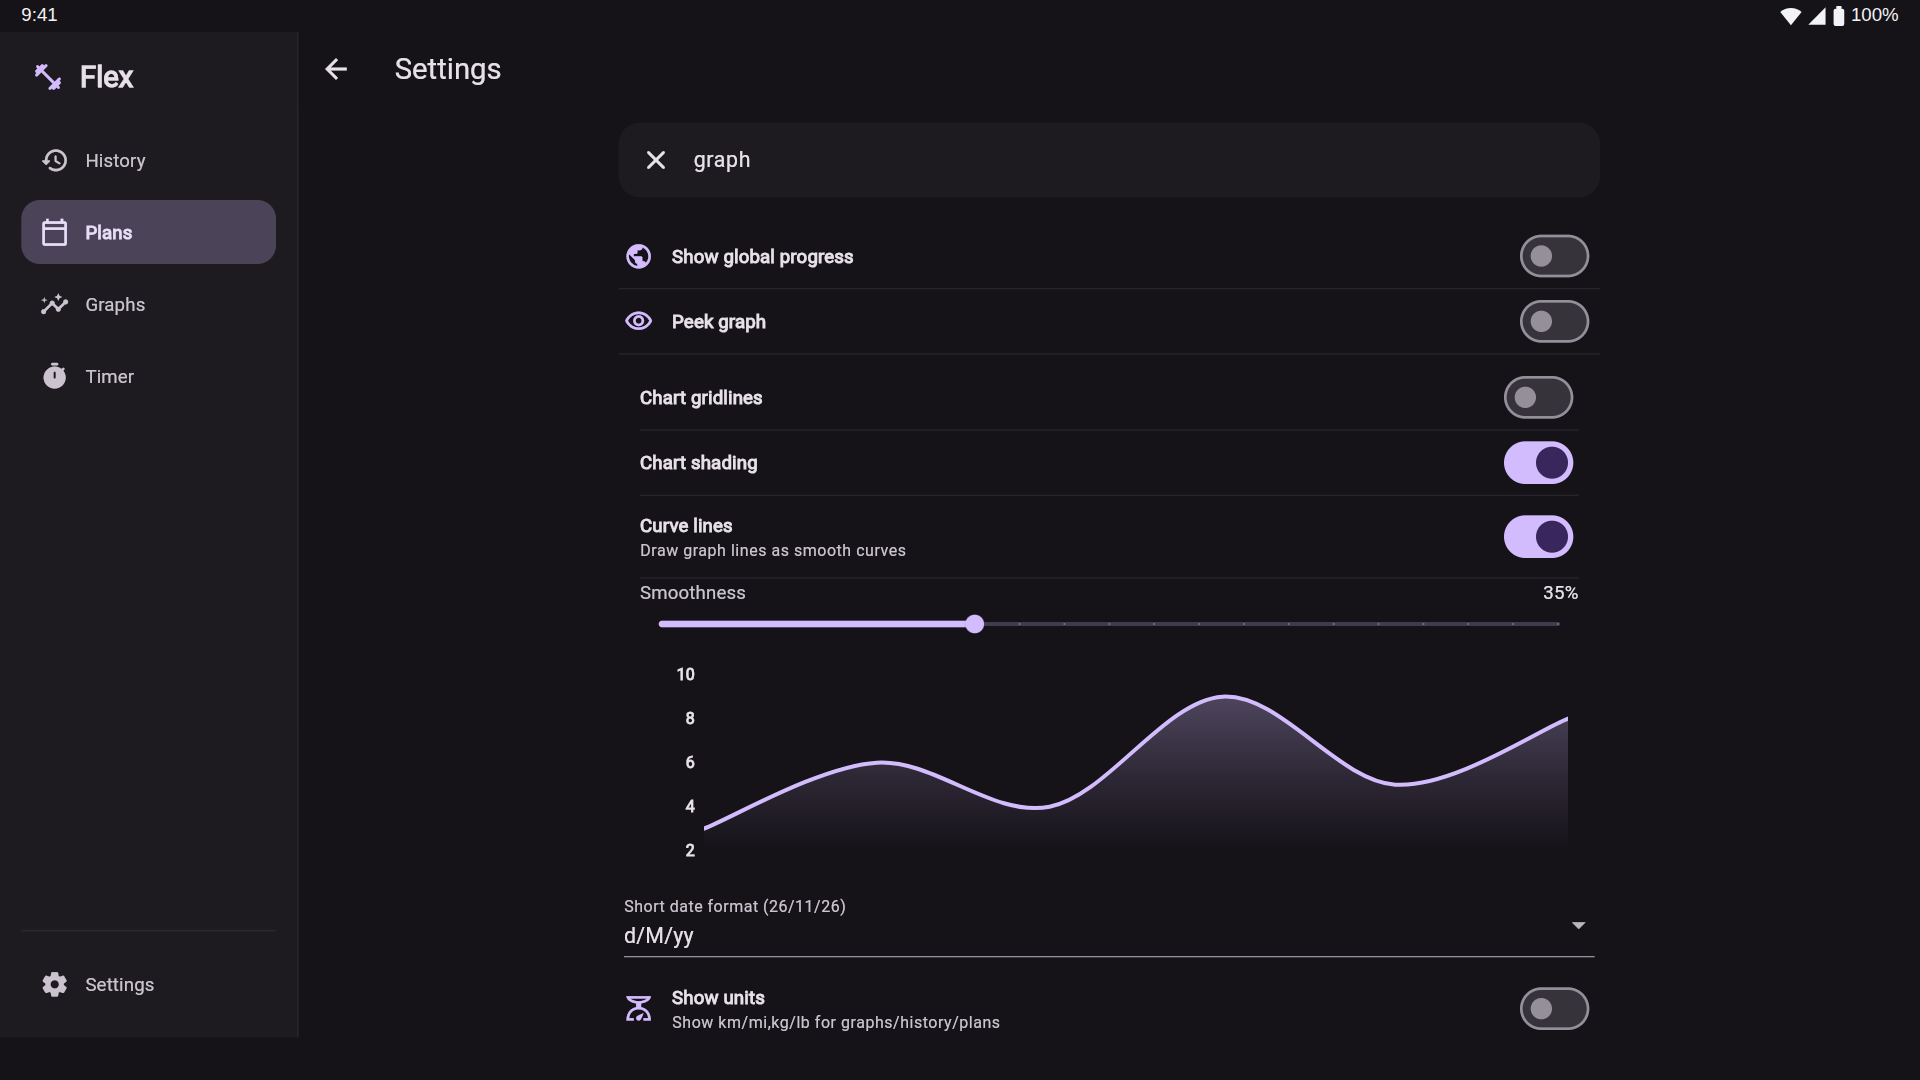 9:41
100%
Flex
Settings
History
Plans
Graphs
Timer
Settings
graph
Show global progress
Peek graph
Chart gridlines
Chart shading
Curve lines
Draw graph lines as smooth curves
Smoothness
35%
10
8
6
4
2
Short date format (26/11/26)
d/M/yy
Show units
Show km/mi,kg/lb for graphs/history/plans